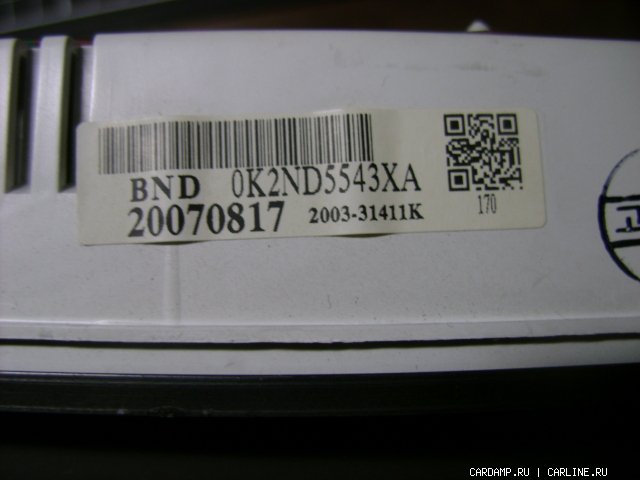 BND 0K2ND5543XA
20070817 2003-31411K
170
CARDAMP.RU | CARLINE.RU